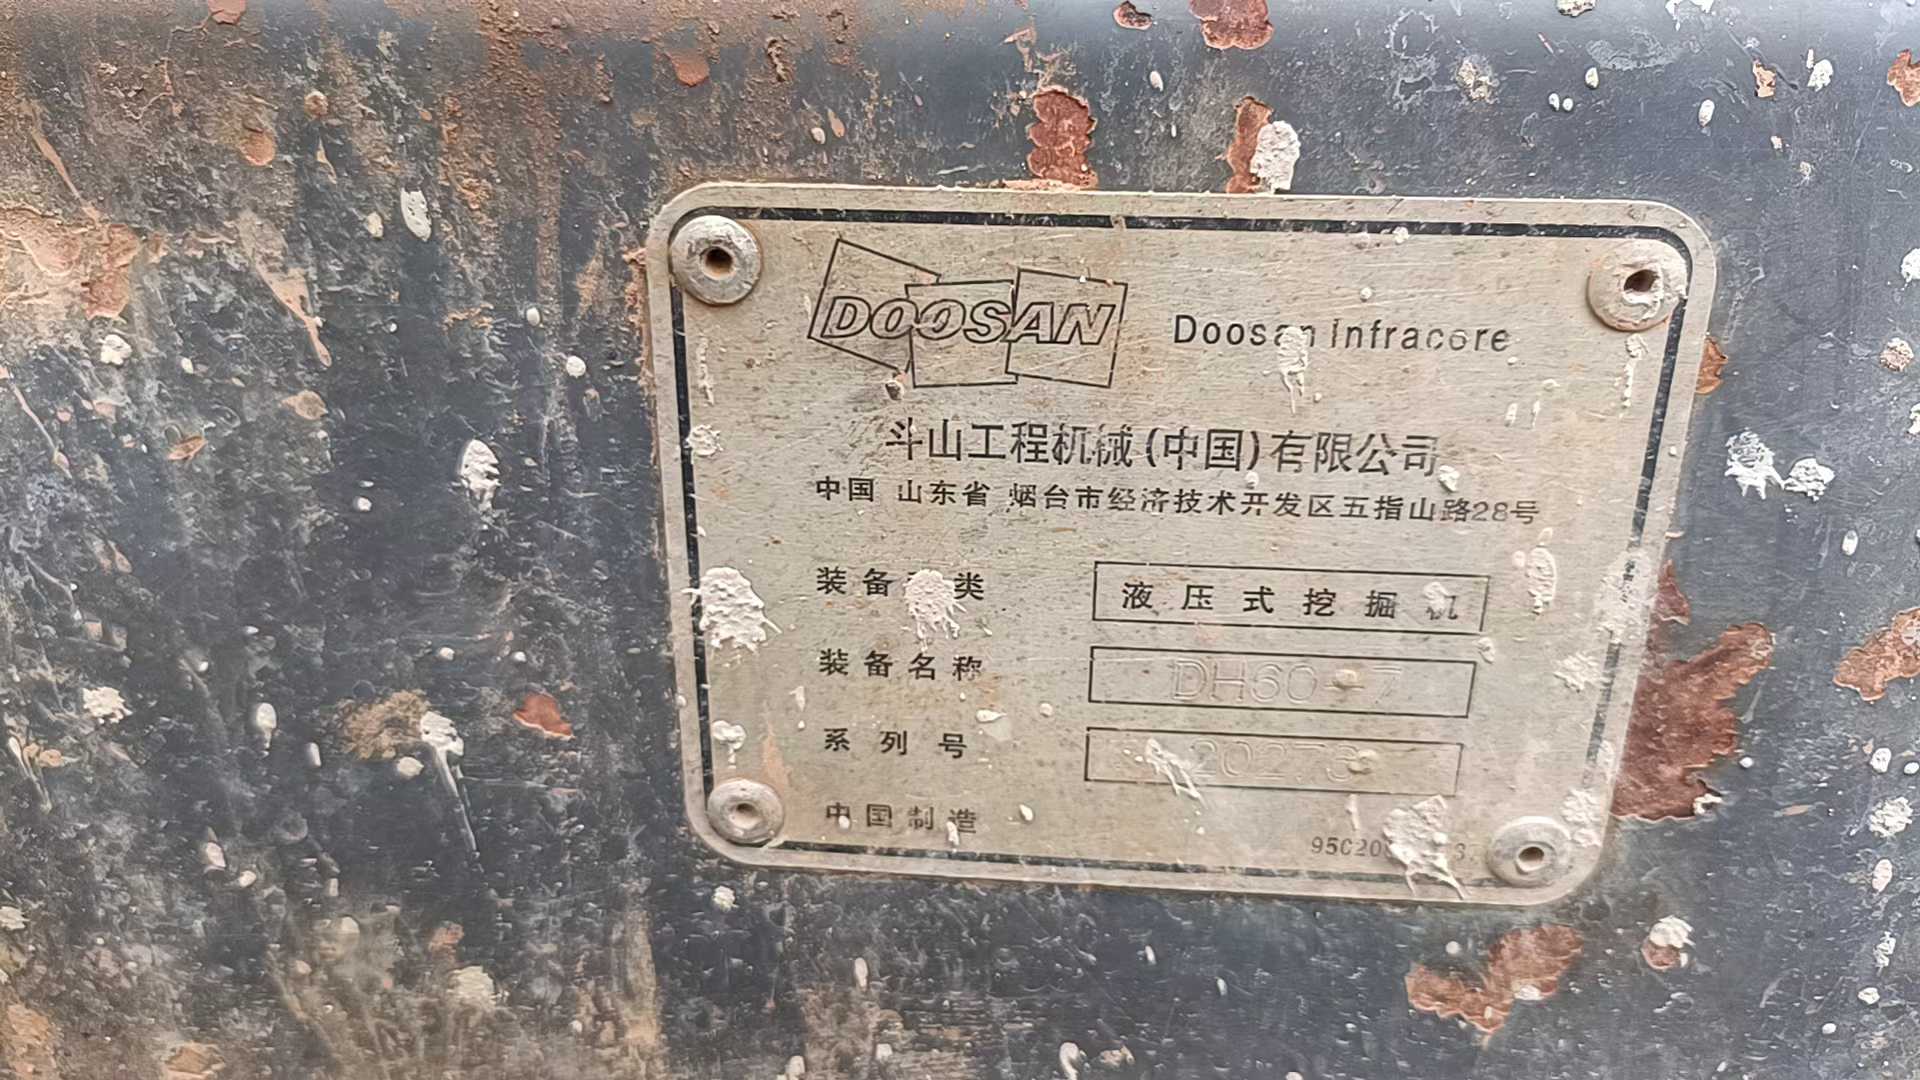 DOOSAN Doosan Infracore
斗山工程机械(中国)有限公司
中国 山东省 烟台市经济技术开发区五指山路28号
装备 类 液压式挖掘机
装备名称 DH60-7
系列号
中国制造